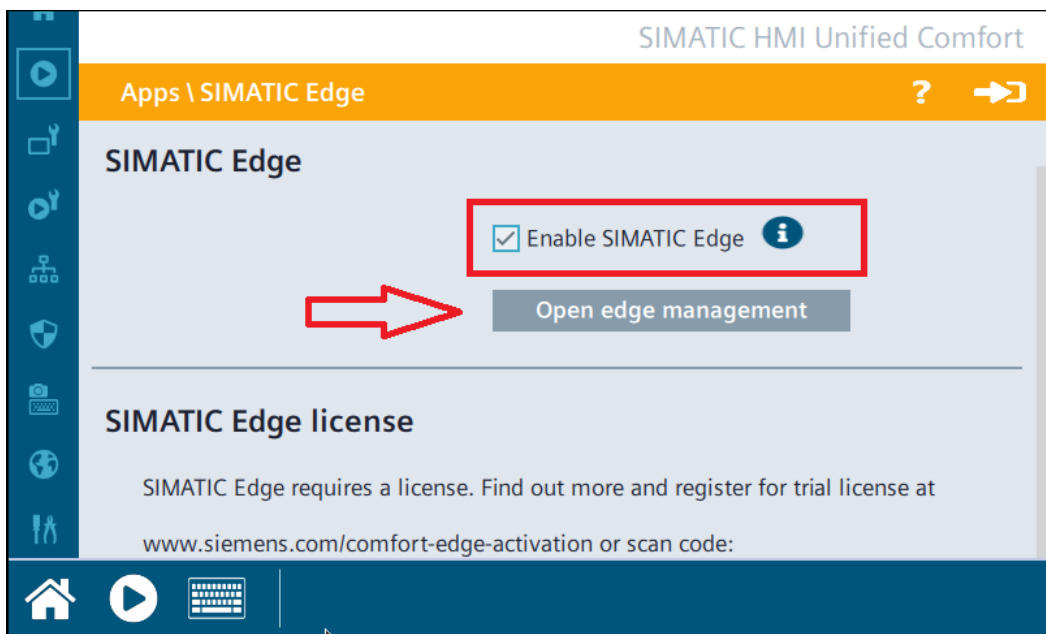 SIMATIC HMI Unified Comfort
Apps \ SIMATIC Edge
?
SIMATIC Edge
Enable SIMATIC Edge
Open edge management
SIMATIC Edge license
SIMATIC Edge requires a license. Find out more and register for trial license at
www.siemens.com/comfort-edge-activation or scan code: